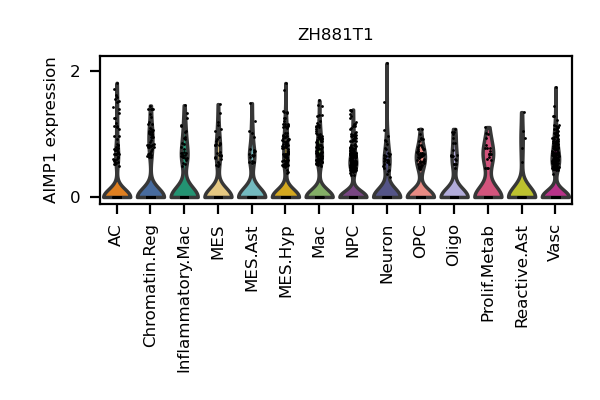 ZH881T1
AIMP1 expression
2
0
AC
Chromatin.Reg
Inflammatory.Mac
MES
MES.Ast
MES.Hyp
Mac
NPC
Neuron
OPC
Oligo
Prolif.Metab
Reactive.Ast
Vasc